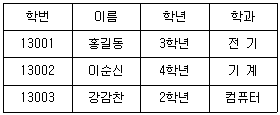 학번 이름 학년 학과
13001 홍길동 3학년 전 기
13002 이순신 4학년 기 계
13003 강감찬 2학년 컴퓨터